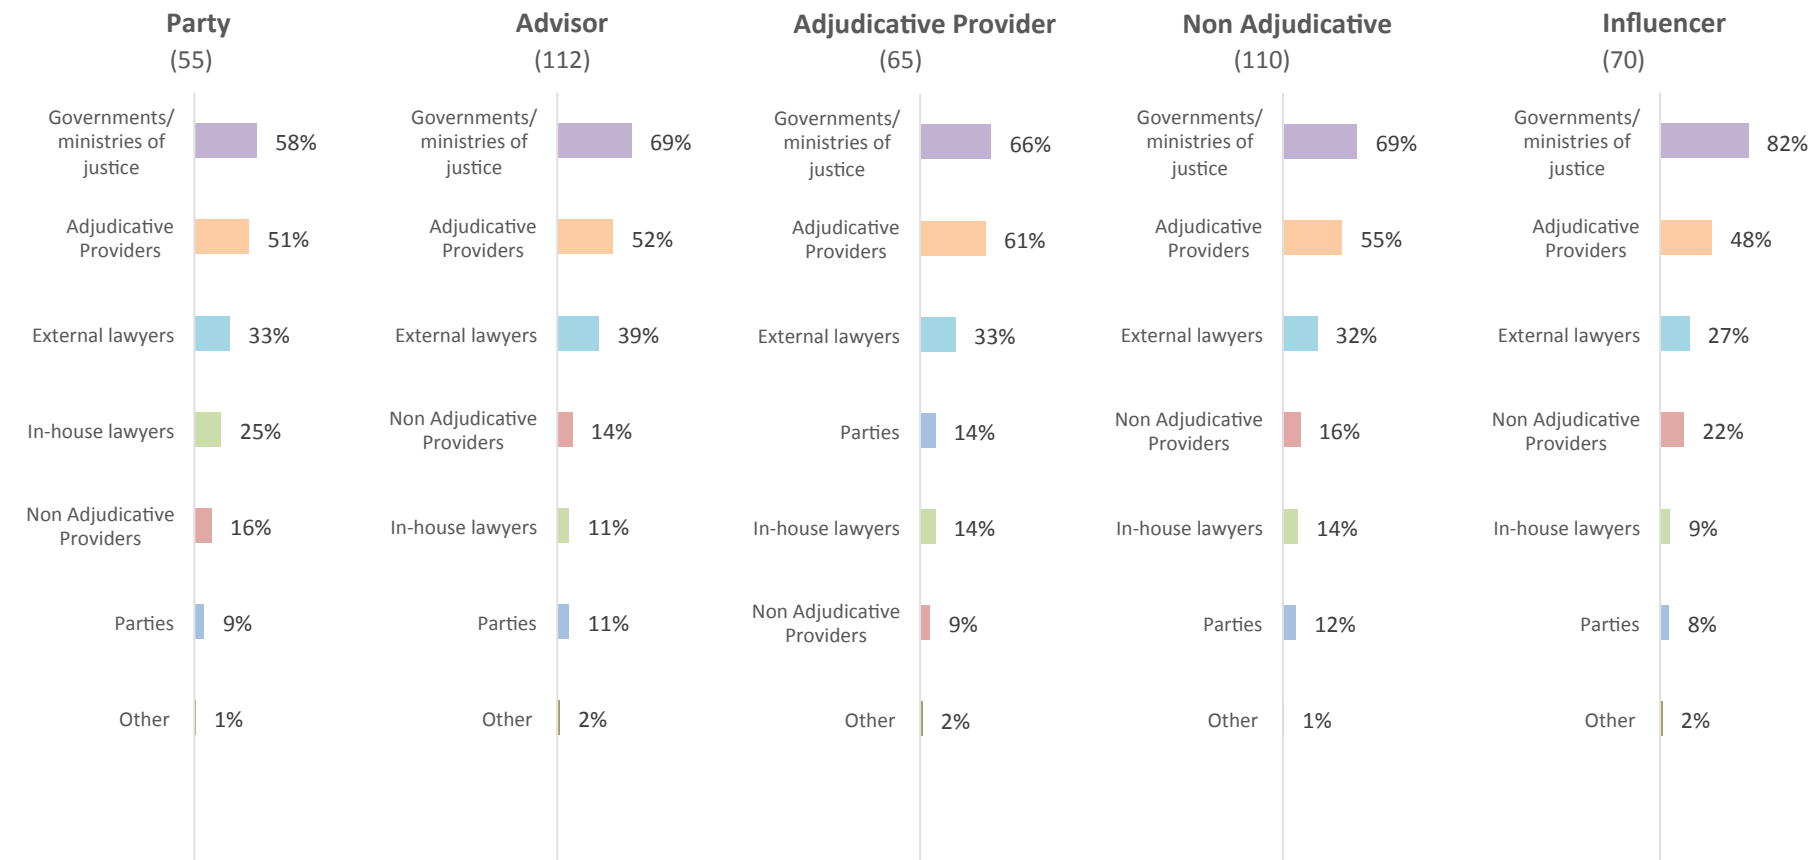 Party
(55)
Governments/
ministries of
justice
58%
Adjudicative
Providers
51%
External lawyers
33%
In-house lawyers
25%
Non Adjudicative
Providers
16%
Parties
9%
Other
1%
Advisor
(112)
Governments/
ministries of
justice
69%
Adjudicative
Providers
52%
External lawyers
39%
Non Adjudicative
Providers
14%
In-house lawyers
11%
Parties
11%
Other
2%
Adjudicative Provider
(65)
Governments/
ministries of
justice
66%
Adjudicative
Providers
61%
External lawyers
33%
Parties
14%
In-house lawyers
14%
Non Adjudicative
Providers
9%
Other
2%
Non Adjudicative
(110)
Governments/
ministries of
justice
69%
Adjudicative
Providers
55%
External lawyers
32%
Non Adjudicative
Providers
16%
In-house lawyers
14%
Parties
12%
Other
1%
Influencer
(70)
Governments/
ministries of
justice
82%
Adjudicative
Providers
48%
External lawyers
27%
Non Adjudicative
Providers
22%
In-house lawyers
9%
Parties
8%
Other
2%